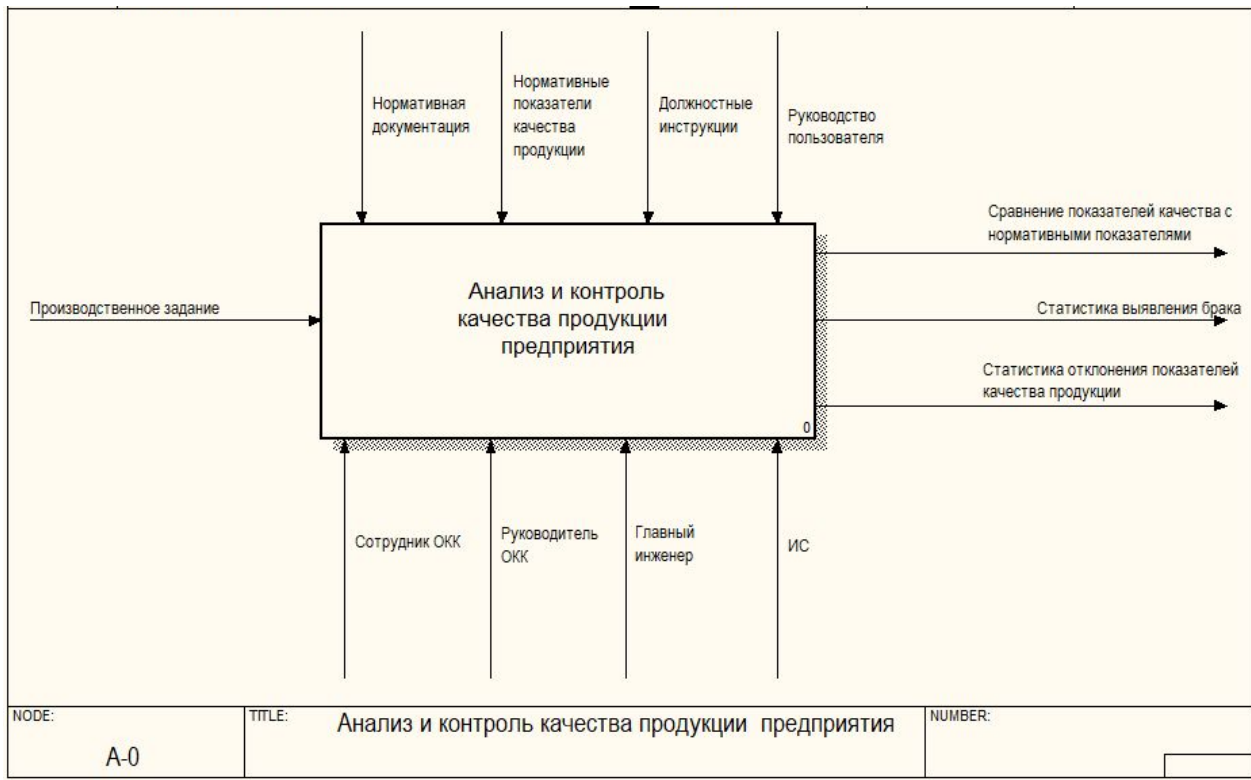 Нормативная
документация
Нормативные
показатели
качества
продукции
Должностные
инструкции
Руководство
пользователя
Сравнение показателей качества с
нормативными показателями
Производственное задание
Анализ и контроль
качества продукции
предприятия
0
Статистика выявления брака
Статистика отклонения показателей
качества продукции
Сотрудник ОКК
Руководитель
ОКК
Главный
инженер
ИС
NODE:
A-0
TITLE:
Анализ и контроль качества продукции предприятия
NUMBER: